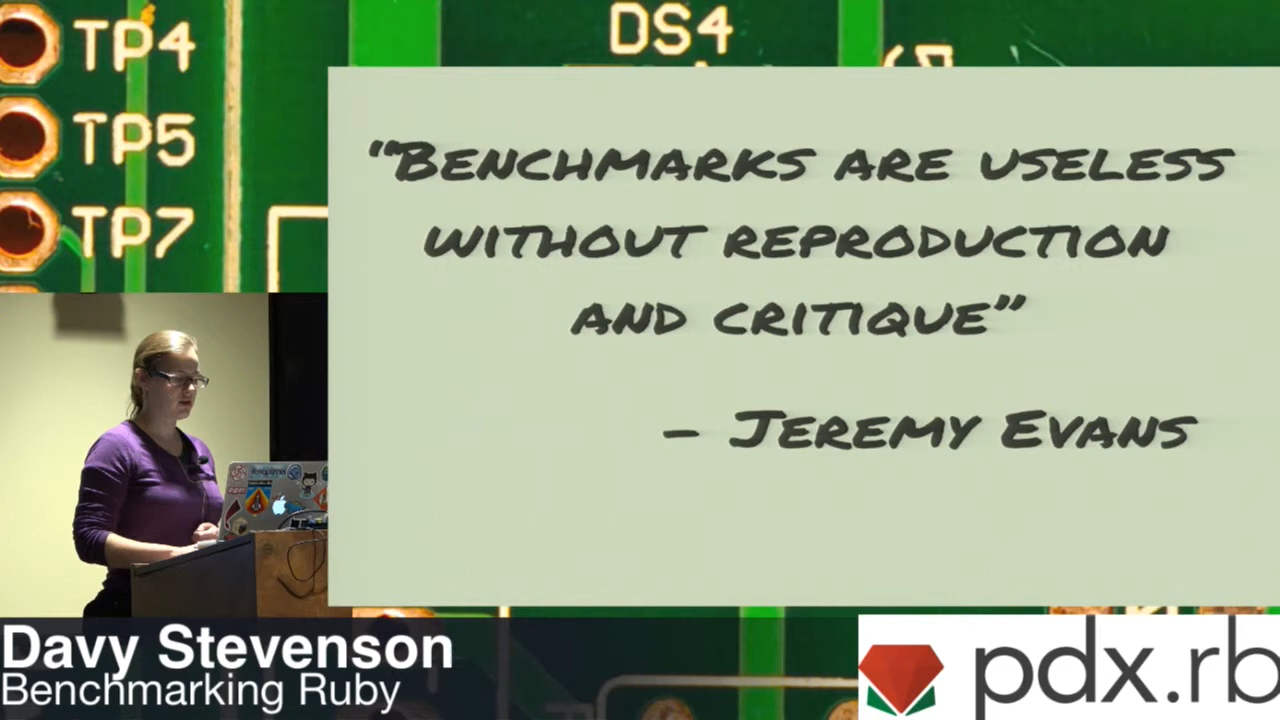 TP4
TP5
TP7
DS4
““Benchmarks are useless
without reproduction
and critique”
- Jeremy Evans
Davy Stevenson
Benchmarking Ruby
pdx.rb